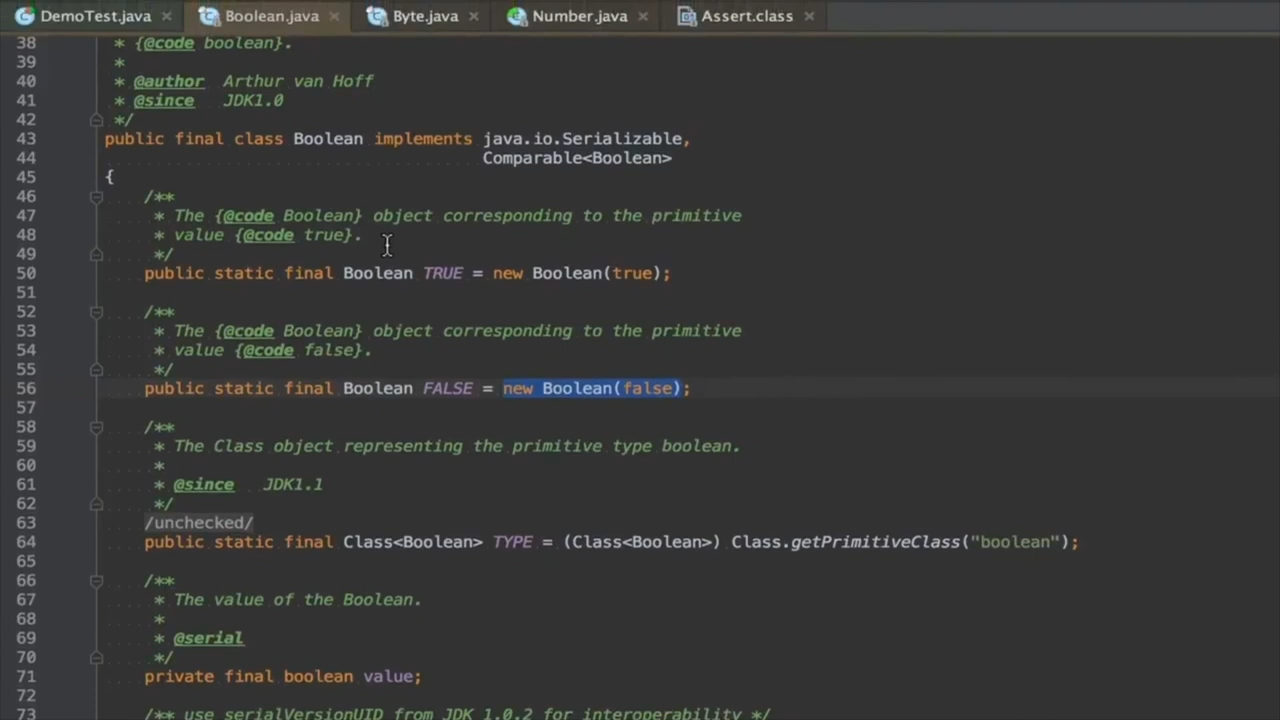 DemoTest.java Boolean.java Byte.java Number.java Assert.class
38 * {@code boolean}.
39 *
40 * @author Arthur van Hoff
41 * @since JDK1.0
42 */
43 public final class Boolean implements java.io.Serializable,
44 Comparable<Boolean>
45 {
46 /**
47 * The {@code Boolean} object corresponding to the primitive
48 * value {@code true}.
49 */
50 public static final Boolean TRUE = new Boolean(true);
51
52 /**
53 * The {@code Boolean} object corresponding to the primitive
54 * value {@code false}.
55 */
56 public static final Boolean FALSE = new Boolean(false);
57
58 /**
59 * The Class object representing the primitive type boolean.
60 *
61 * @since JDK1.1
62 */
63 /unchecked/
64 public static final Class<Boolean> TYPE = (Class<Boolean>) Class.getPrimitiveClass("boolean");
65
66 /**
67 * The value of the Boolean.
68 *
69 * @serial
70 */
71 private final boolean value;
72
73 /** use serialVersionUID from JDK 1.0.2 for interoperability */